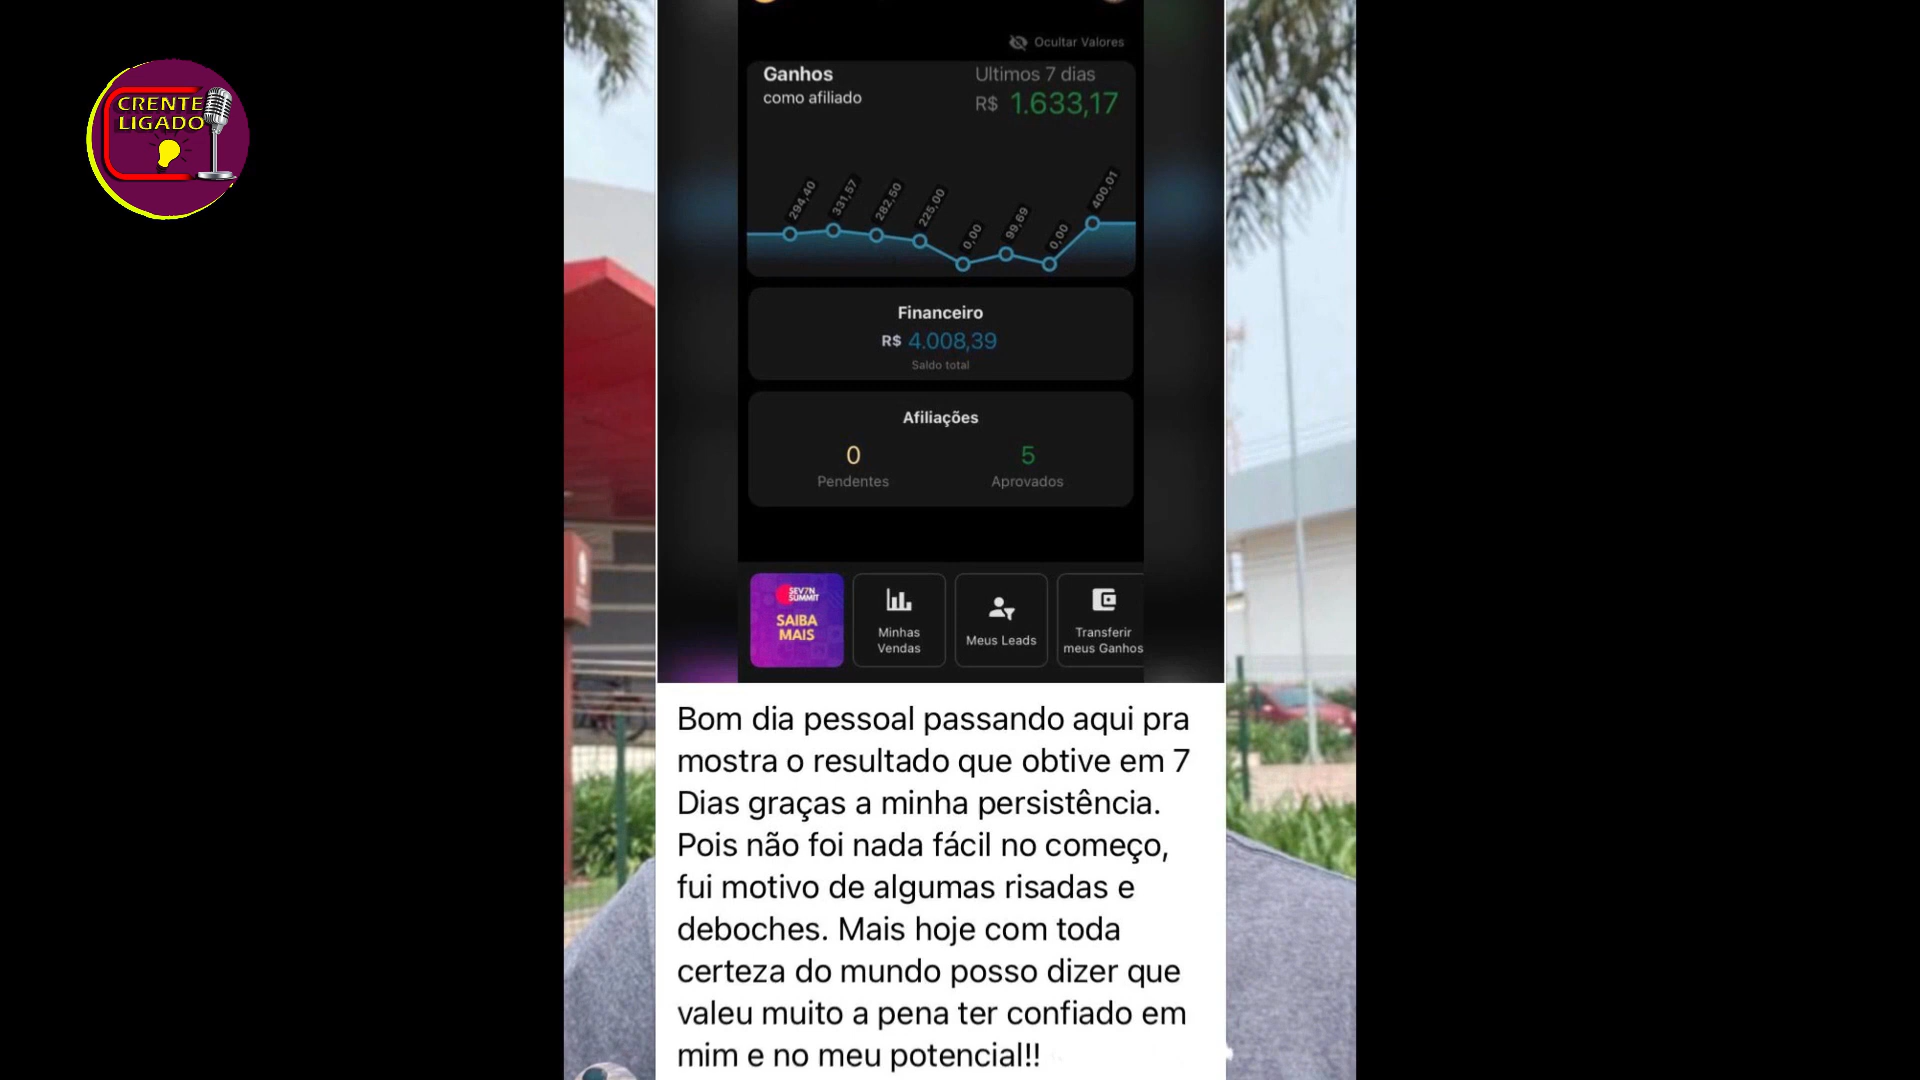 CRENTE
LIGADO
Ocultar Valores
Ganhos
como afiliado
Ultimos 7 dias
R$ 1.633,17
294,40
331,57
282,50
225,00
0,00
99,69
0,00
400,01
Financeiro
R$ 4.008,39
Saldo total
Afiliações
0
Pendentes
5
Aprovados
SEV7N
SUMMIT
SAIBA
MAIS
Minhas
Vendas
Meus Leads
Transferir
meus Ganhos
Bom dia pessoal passando aqui pra
mostra o resultado que obtive em 7
Dias graças a minha persistência.
Pois não foi nada fácil no começo,
fui motivo de algumas risadas e
deboches. Mais hoje com toda
certeza do mundo posso dizer que
valeu muito a pena ter confiado em
mim e no meu potencial!!